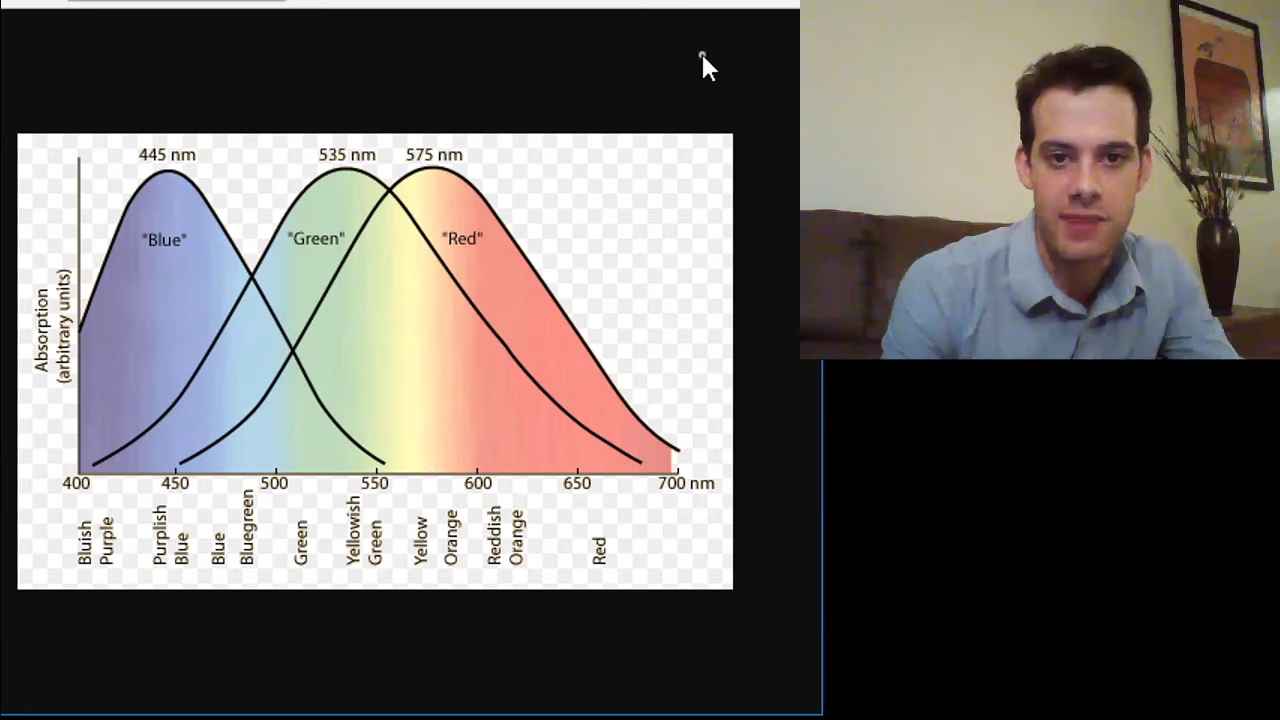 445 nm
535 nm
575 nm
"Blue"
"Green"
"Red"
Absorption
(arbitrary units)
400
450
500
550
600
650
700 nm
Bluish
Purple
Purplish
Blue
Blue
Bluegreen
Green
Yellowish
Green
Yellow
Orange
Reddish
Orange
Red